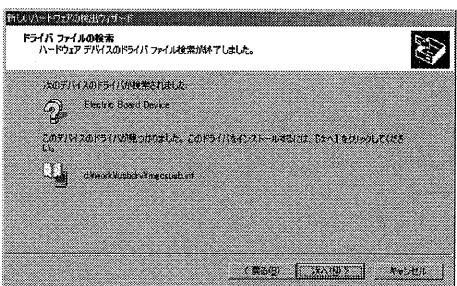 新しいハードウェアの検出ウィザード
ドライバ ファイルの検索
ハードウェア デバイスのドライバ ファイル検索が終了しました。
次のデバイスのドライバが検索されました:
Electric Board Device
このデバイスのドライバが見つかりました。このドライバをインストールするには、[次へ] をクリックしてくださ
い。
< 戻る(B)
次へ(N) >
キャンセル